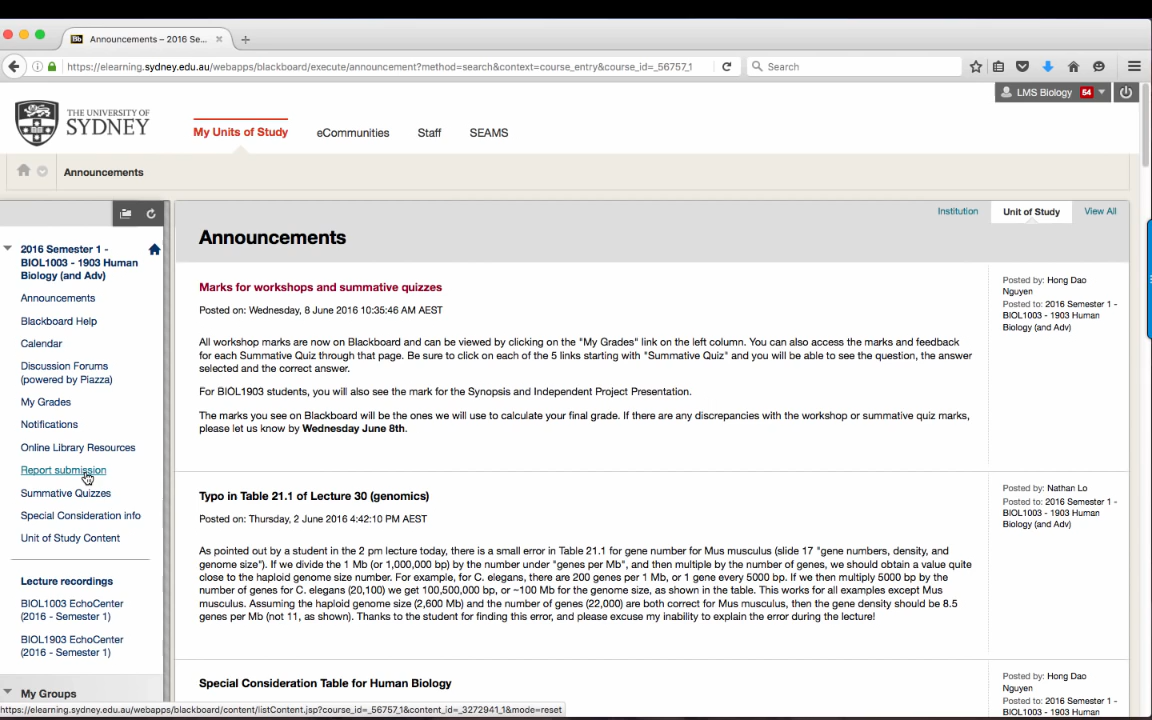 Announcements – 2016 Se...
https://elearning.sydney.edu.au/webapps/blackboard/execute/announcement?method=search&context=course_entry&course_id=_56757_1
Search
LMS Biology 54
THE UNIVERSITY OF
SYDNEY
My Units of Study
eCommunities
Staff
SEAMS
Announcements
2016 Semester 1 -
BIOL1003 - 1903 Human
Biology (and Adv)
Announcements
Blackboard Help
Calendar
Discussion Forums
(powered by Piazza)
My Grades
Notifications
Online Library Resources
Report submission
Summative Quizzes
Special Consideration info
Unit of Study Content
Lecture recordings
BIOL1003 EchoCenter
(2016 - Semester 1)
BIOL1903 EchoCenter
(2016 - Semester 1)
My Groups
Institution
Unit of Study
View All
Announcements
Marks for workshops and summative quizzes
Posted on: Wednesday, 8 June 2016 10:35:46 AM AEST
All workshop marks are now on Blackboard and can be viewed by clicking on the "My Grades" link on the left column. You can also access the marks and feedback
for each Summative Quiz through that page. Be sure to click on each of the 5 links starting with "Summative Quiz" and you will be able to see the question, the answer
selected and the correct answer.
For BIOL1903 students, you will also see the mark for the Synopsis and Independent Project Presentation.
The marks you see on Blackboard will be the ones we will use to calculate your final grade. If there are any discrepancies with the workshop or summative quiz marks,
please let us know by Wednesday June 8th.
Posted by: Hong Dao
Nguyen
Posted to: 2016 Semester 1 -
BIOL1003 - 1903 Human
Biology (and Adv)
Typo in Table 21.1 of Lecture 30 (genomics)
Posted on: Thursday, 2 June 2016 4:42:10 PM AEST
As pointed out by a student in the 2 pm lecture today, there is a small error in Table 21.1 for gene number for Mus musculus (slide 17 "gene numbers, density, and
genome size"). If we divide the 1 Mb (or 1,000,000 bp) by the number under "genes per Mb", and then multiply by the number of genes, we should obtain a value quite
close to the haploid genome size number. For example, for C. elegans, there are 200 genes per 1 Mb, or 1 gene every 5000 bp. If we then multiply 5000 bp by the
number of genes for C. elegans (20,100) we get 100,500,000 bp, or ~100 Mb for the genome size, as shown in the table. This works for all examples except Mus
musculus. Assuming the haploid genome size (2,600 Mb) and the number of genes (22,000) are both correct for Mus musculus, then the gene density should be 8.5
genes per Mb (not 11, as shown). Thanks to the student for finding this error, and please excuse my inability to explain the error during the lecture!
Posted by: Nathan Lo
Posted to: 2016 Semester 1 -
BIOL1003 - 1903 Human
Biology (and Adv)
Special Consideration Table for Human Biology
Posted by: Hong Dao
Nguyen
Posted to: 2016 Semester 1 -
BIOL1003 - 1903 Human
https://elearning.sydney.edu.au/webapps/blackboard/content/listContent.jsp?course_id=_56757_1&content_id=_3272941_1&mode=reset